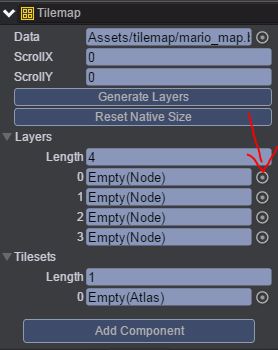 Tilemap
Data Assets/tilemap/mario_map.b
ScrollX 0
ScrollY 0
Generate Layers
Reset Native Size
Layers
Length 4
0 Empty(Node)
1 Empty(Node)
2 Empty(Node)
3 Empty(Node)
Tilesets
Length 1
0 Empty(Atlas)
Add Component